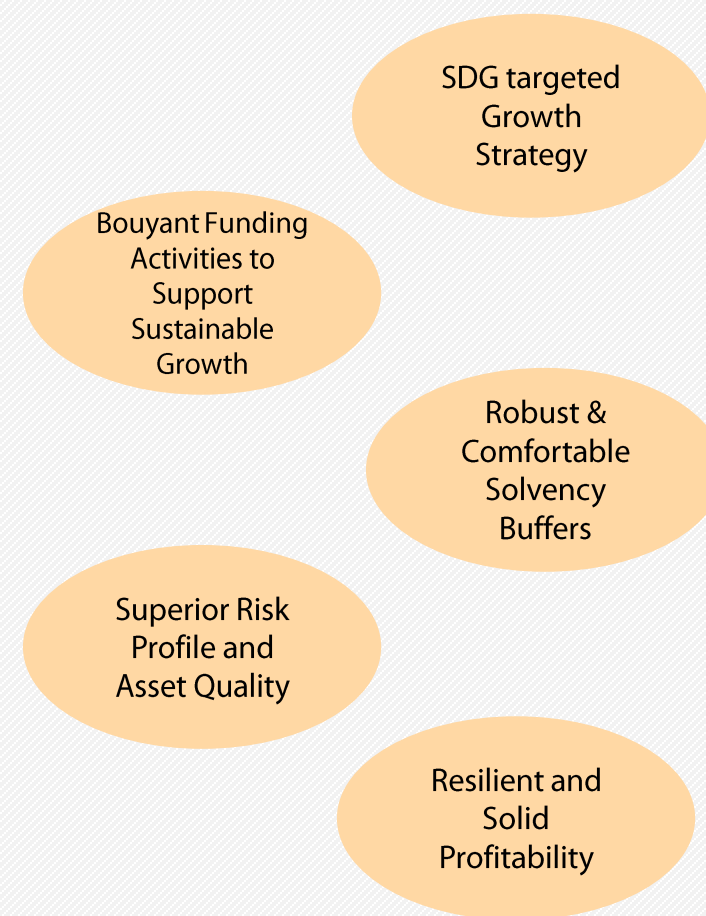 SDG targeted
Growth
Strategy
Bouyant Funding
Activities to
Support
Sustainable
Growth
Robust &
Comfortable
Solvency
Buffers
Superior Risk
Profile and
Asset Quality
Resilient and
Solid
Profitability